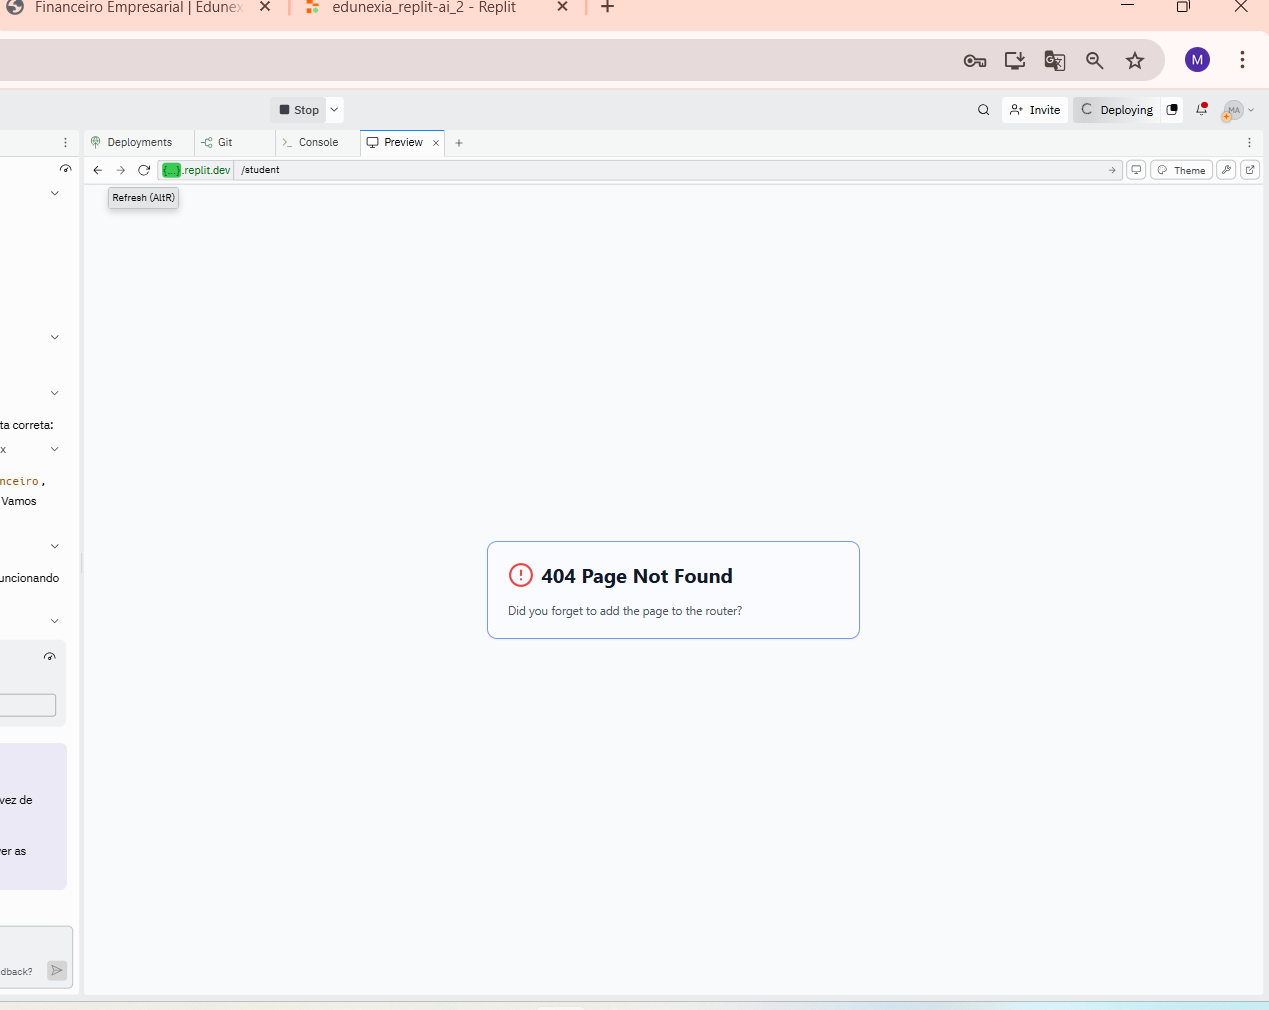 Financeiro Empresarial | Edunex
edunexia_replit-ai_2 - Replit
M
Stop
Invite
Deploying
MA
Deployments
Git
Console
Preview
{...}.replit.dev
/student
Theme
Refresh (AltR)
ta correta:
x
nceiro,
Vamos
uncionando
404 Page Not Found
Did you forget to add the page to the router?
vez de
er as
dback?